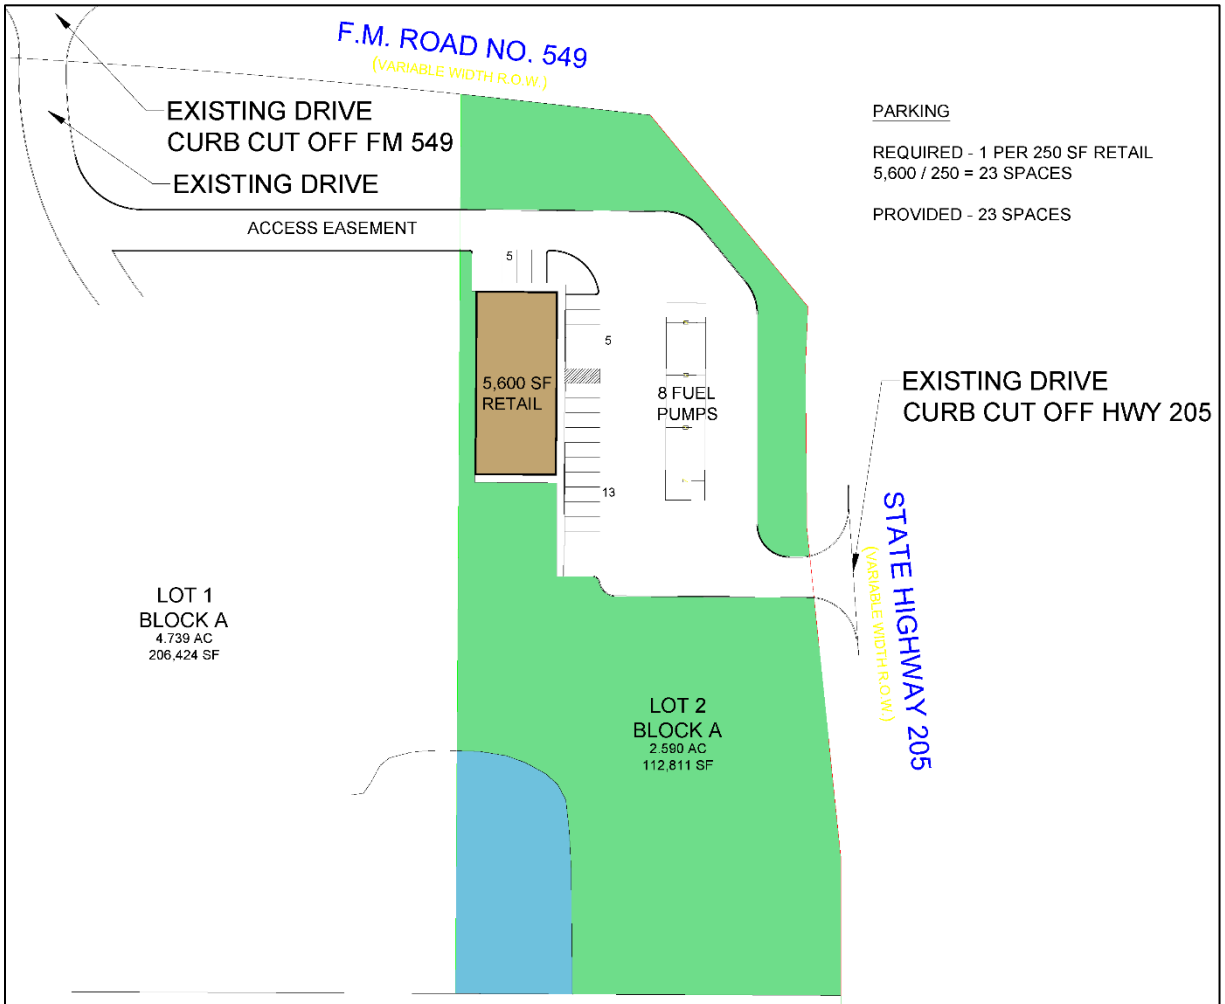 F.M. ROAD NO. 549
(VARIABLE WIDTH R.O.W.)
EXISTING DRIVE
CURB CUT OFF FM 549
EXISTING DRIVE
ACCESS EASEMENT
PARKING
REQUIRED - 1 PER 250 SF RETAIL
5,600 / 250 = 23 SPACES
PROVIDED - 23 SPACES
5
5
5,600 SF
RETAIL
8 FUEL
PUMPS
13
EXISTING DRIVE
CURB CUT OFF HWY 205
STATE HIGHWAY 205
(VARIABLE WIDTH R.O.W.)
LOT 1
BLOCK A
4.739 AC
206,424 SF
LOT 2
BLOCK A
2.590 AC
112,811 SF